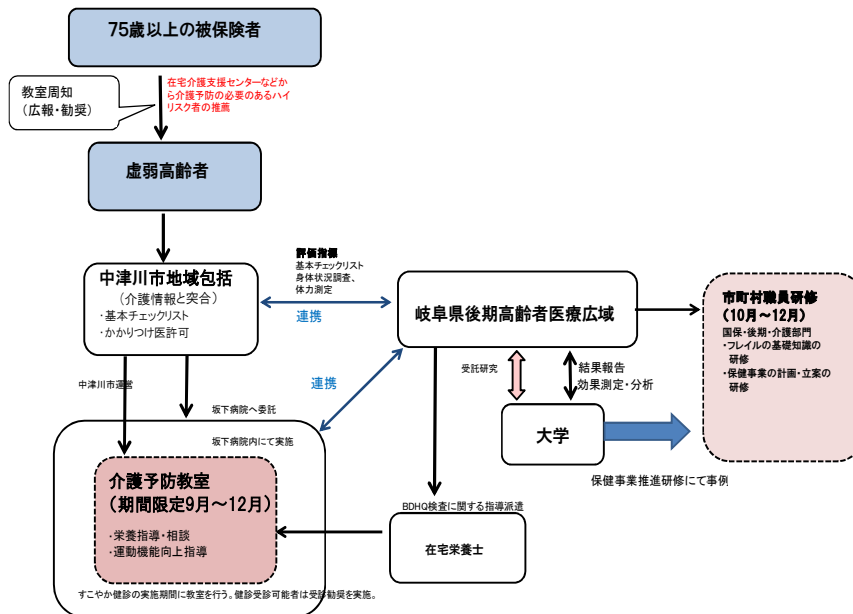 75歳以上の被保険者
教室周知
(広報・勧奨)
在宅介護支援センターなどか
ら介護予防の必要のあるハイ
リスク者の推薦
虚弱高齢者
中津川市地域包括
(介護情報と突合)
・基本チェックリスト
・かかりつけ医許可
評価指標
基本チェックリスト
身体状況調査、
体力測定
連携
岐阜県後期高齢者医療広域
市町村職員研修
(10月～12月)
国保・後期・介護部門
・フレイルの基礎知識の
研修
・保健事業の計画・立案の
研修
中津川市運営
坂下病院へ委託
連携
受託研究
結果報告
効果測定・分析
大学
坂下病院内にて実施
介護予防教室
(期間限定9月～12月)
・栄養指導・相談
・運動機能向上指導
保健事業推進研修にて事例
BDHQ検査に関する指導派遣
在宅栄養士
すこやか健診の実施期間に教室を行う。健診受診可能者は受診勧奨を実施。